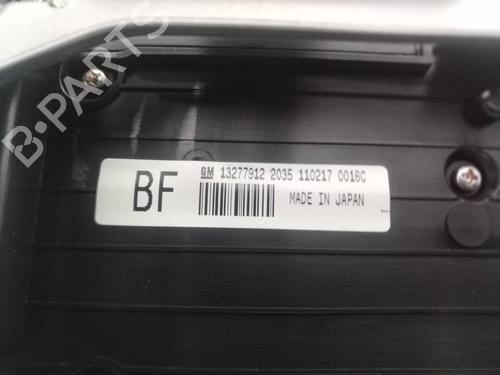 B-PARTS
BF
GM 13277912 2035 110217 0016C
MADE IN JAPAN